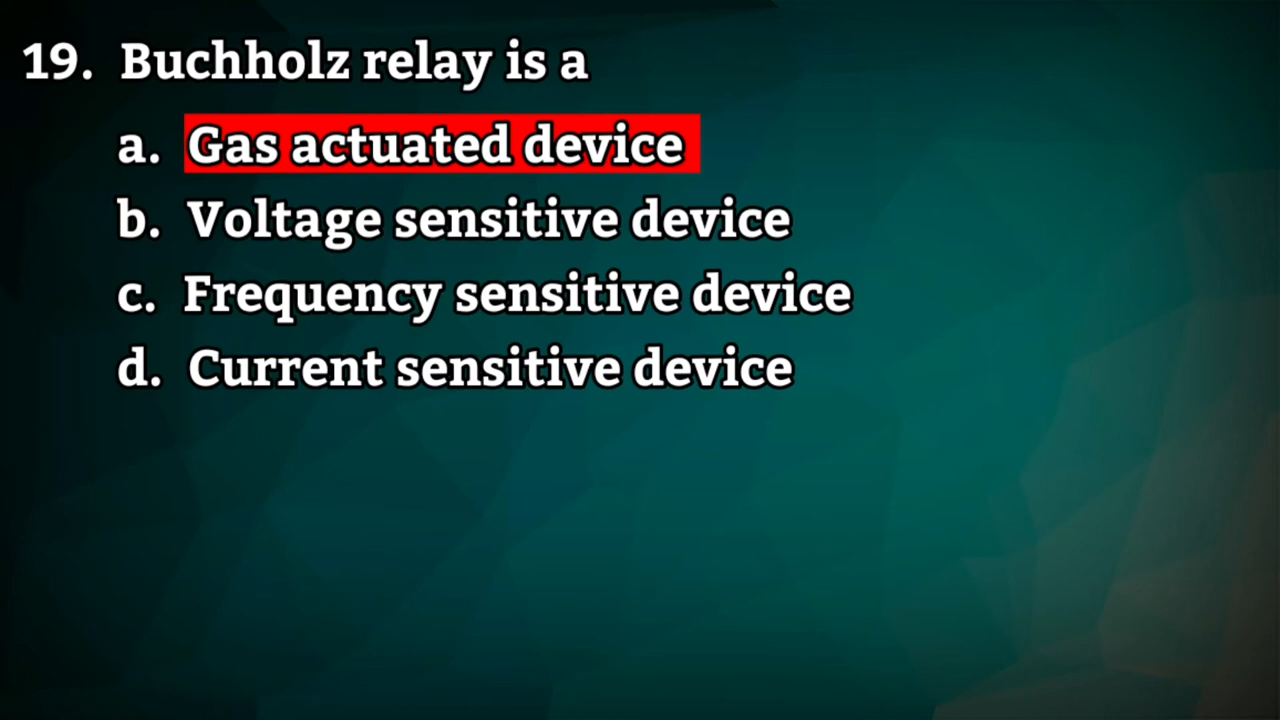 19. Buchholz relay is a
a. Gas actuated device
b. Voltage sensitive device
c. Frequency sensitive device
d. Current sensitive device